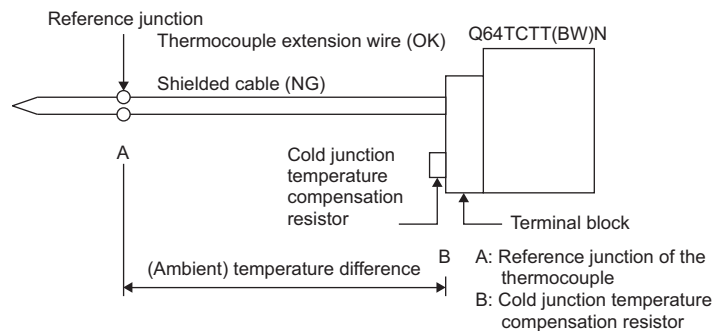 Reference junction
Thermocouple extension wire (OK)
Q64TCTT(BW)N
Shielded cable (NG)
A
Cold junction
temperature
compensation
resistor
Terminal block
(Ambient) temperature difference
B
A: Reference junction of the
thermocouple
B: Cold junction temperature
compensation resistor